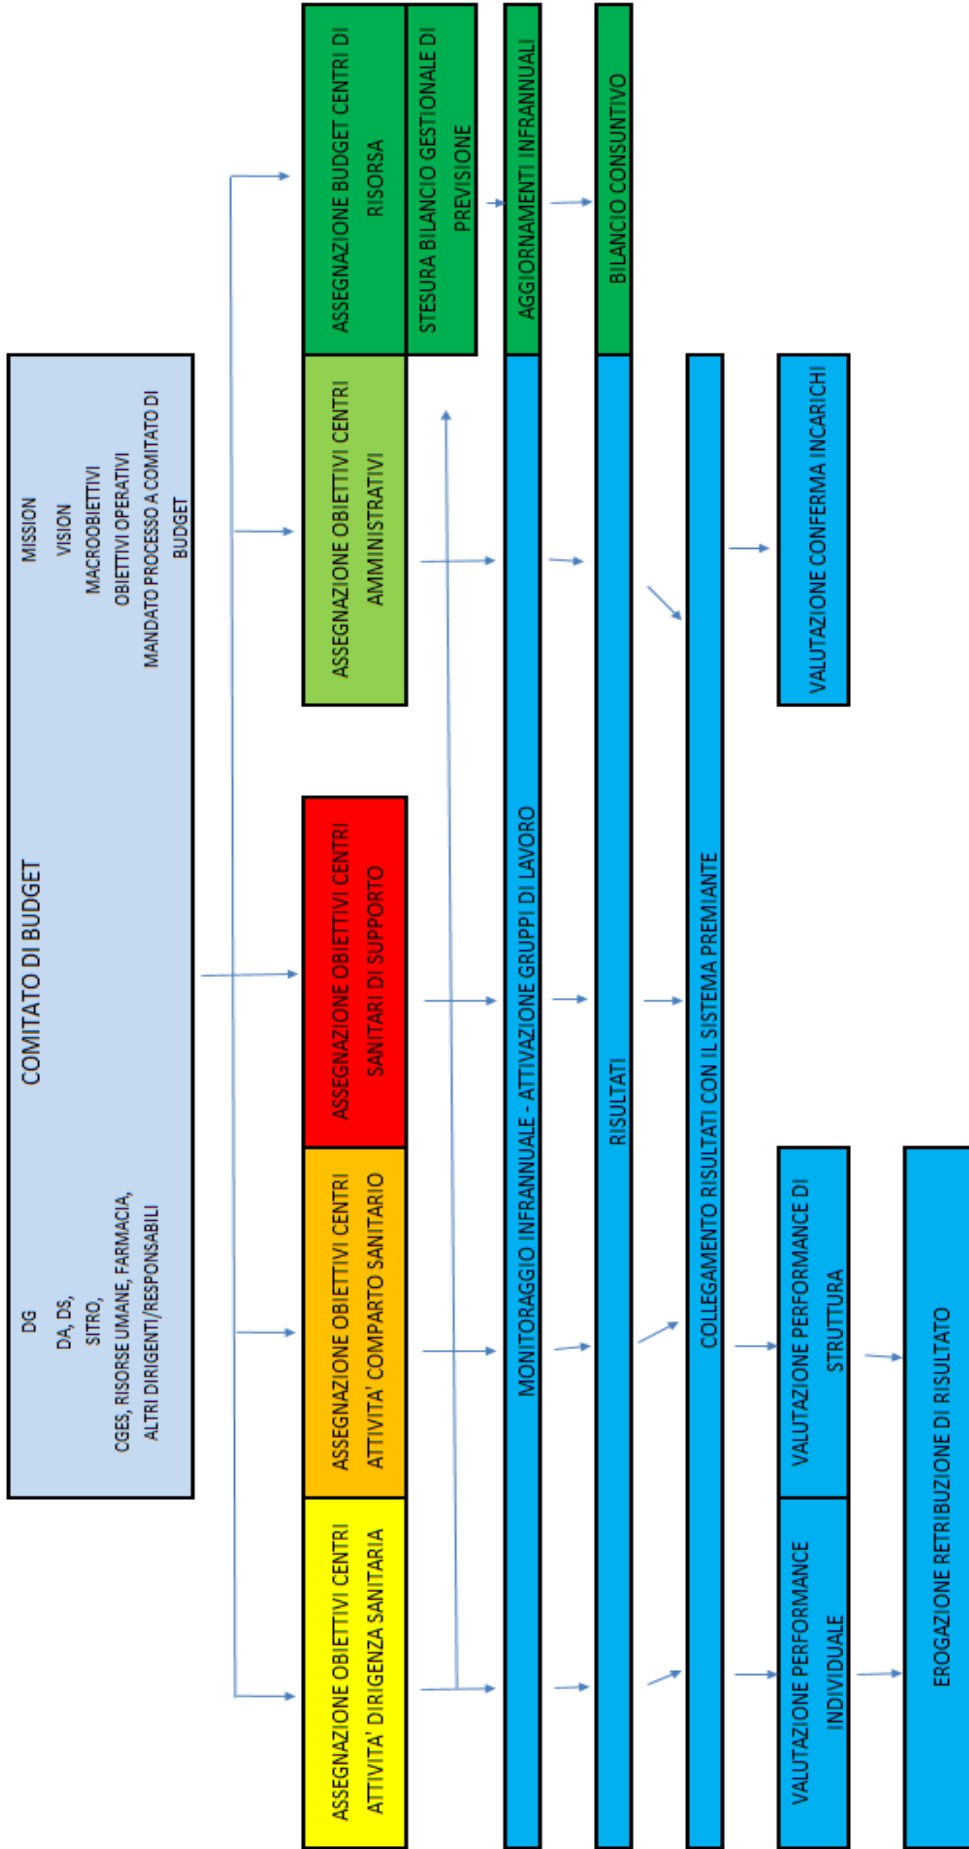 COMITATO DI BUDGET
DG
DA, DS,
SITRO,
CGES, RISORSE UMANE, FARMACIA,
ALTRI DIRIGENTI/RESPONSABILI
MISSION
VISION
MACROOBIETTIVI
OBIETTIVI OPERATIVI
MANDATO PROCESSO A COMITATO DI
BUDGET
ASSEGNAZIONE OBIETTIVI CENTRI
ATTIVITA' DIRIGENZA SANITARIA
ASSEGNAZIONE OBIETTIVI CENTRI
ATTIVITA' COMPARTO SANITARIO
ASSEGNAZIONE OBIETTIVI CENTRI
SANITARI DI SUPPORTO
ASSEGNAZIONE OBIETTIVI CENTRI
AMMINISTRATIVI
ASSEGNAZIONE BUDGET CENTRI DI
RISORSA
STESURA BILANCIO GESTIONALE DI
PREVISIONE
MONITORAGGIO INFRANNUALE - ATTIVAZIONE GRUPPI DI LAVORO
AGGIORNAMENTI INFRANNUALI
RISULTATI
BILANCIO CONSUNTIVO
COLLEGAMENTO RISULTATI CON IL SISTEMA PREMIANTE
VALUTAZIONE PERFORMANCE
INDIVIDUALE
VALUTAZIONE PERFORMANCE DI
STRUTTURA
VALUTAZIONE CONFERMA INCARICHI
EROGAZIONE RETRIBUZIONE DI RISULTATO